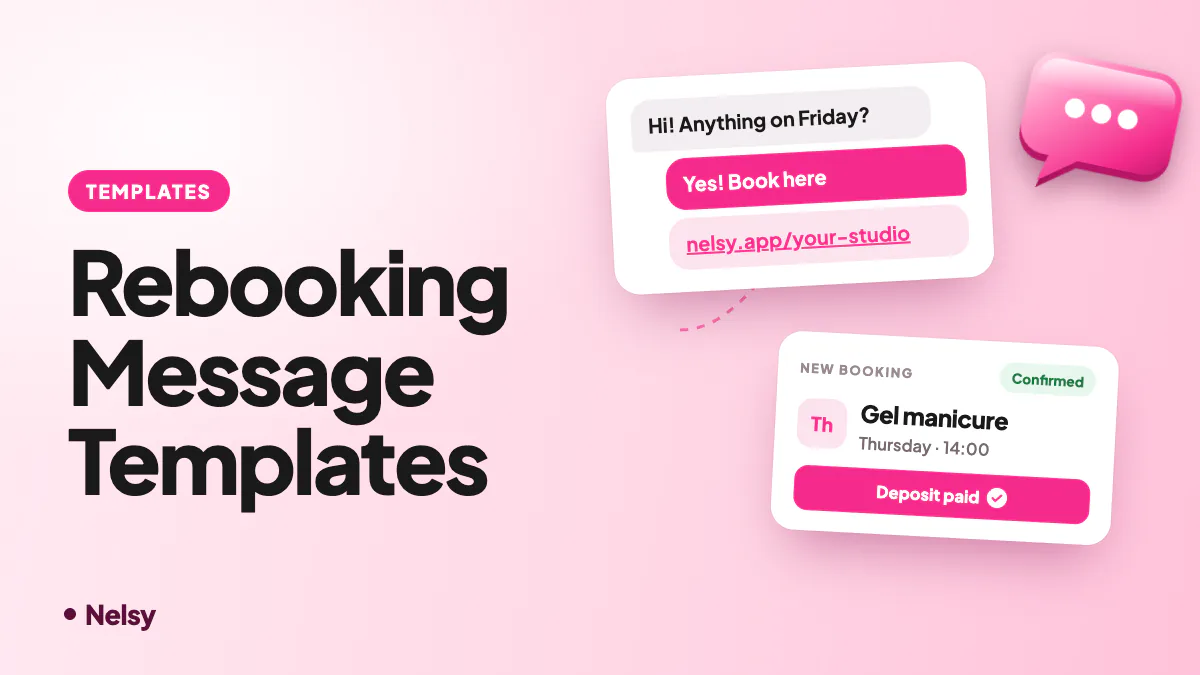 TEMPLATES
Rebooking
Message
Templates
Nelsy
Hi! Anything on Friday?
Yes! Book here
nelsy.app/your-studio
NEW BOOKING
Confirmed
Th
Gel manicure
Thursday · 14:00
Deposit paid